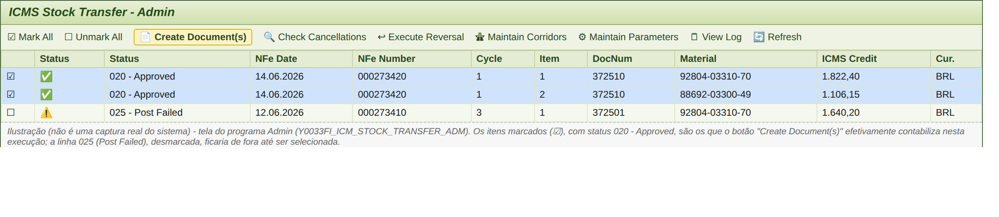 ICMS Stock Transfer - Admin
☑ Mark All ☐ Unmark All 📄 Create Document(s) 🔍 Check Cancellations ↩ Execute Reversal 🛣 Maintain Corridors ⚙ Maintain Parameters 🗒 View Log 🔄 Refresh
Status Status NFe Date NFe Number Cycle Item DocNum Material ICMS Credit Cur.
☑ ✅ 020 - Approved 14.06.2026 000273420 1 1 372510 92804-03310-70 1.822,40 BRL
☑ ✅ 020 - Approved 14.06.2026 000273420 1 2 372510 88692-03300-49 1.106,15 BRL
☐ ⚠️ 025 - Post Failed 12.06.2026 000273410 3 1 372501 92804-03310-70 1.640,20 BRL
Ilustração (não é uma captura real do sistema) - tela do programa Admin (Y0033FI_ICM_STOCK_TRANSFER_ADM). Os itens marcados (☑), com status 020 - Approved, são os que o botão "Create Document(s)" efetivamente contabiliza nesta
execução; a linha 025 (Post Failed), desmarcada, ficaria de fora até ser selecionada.